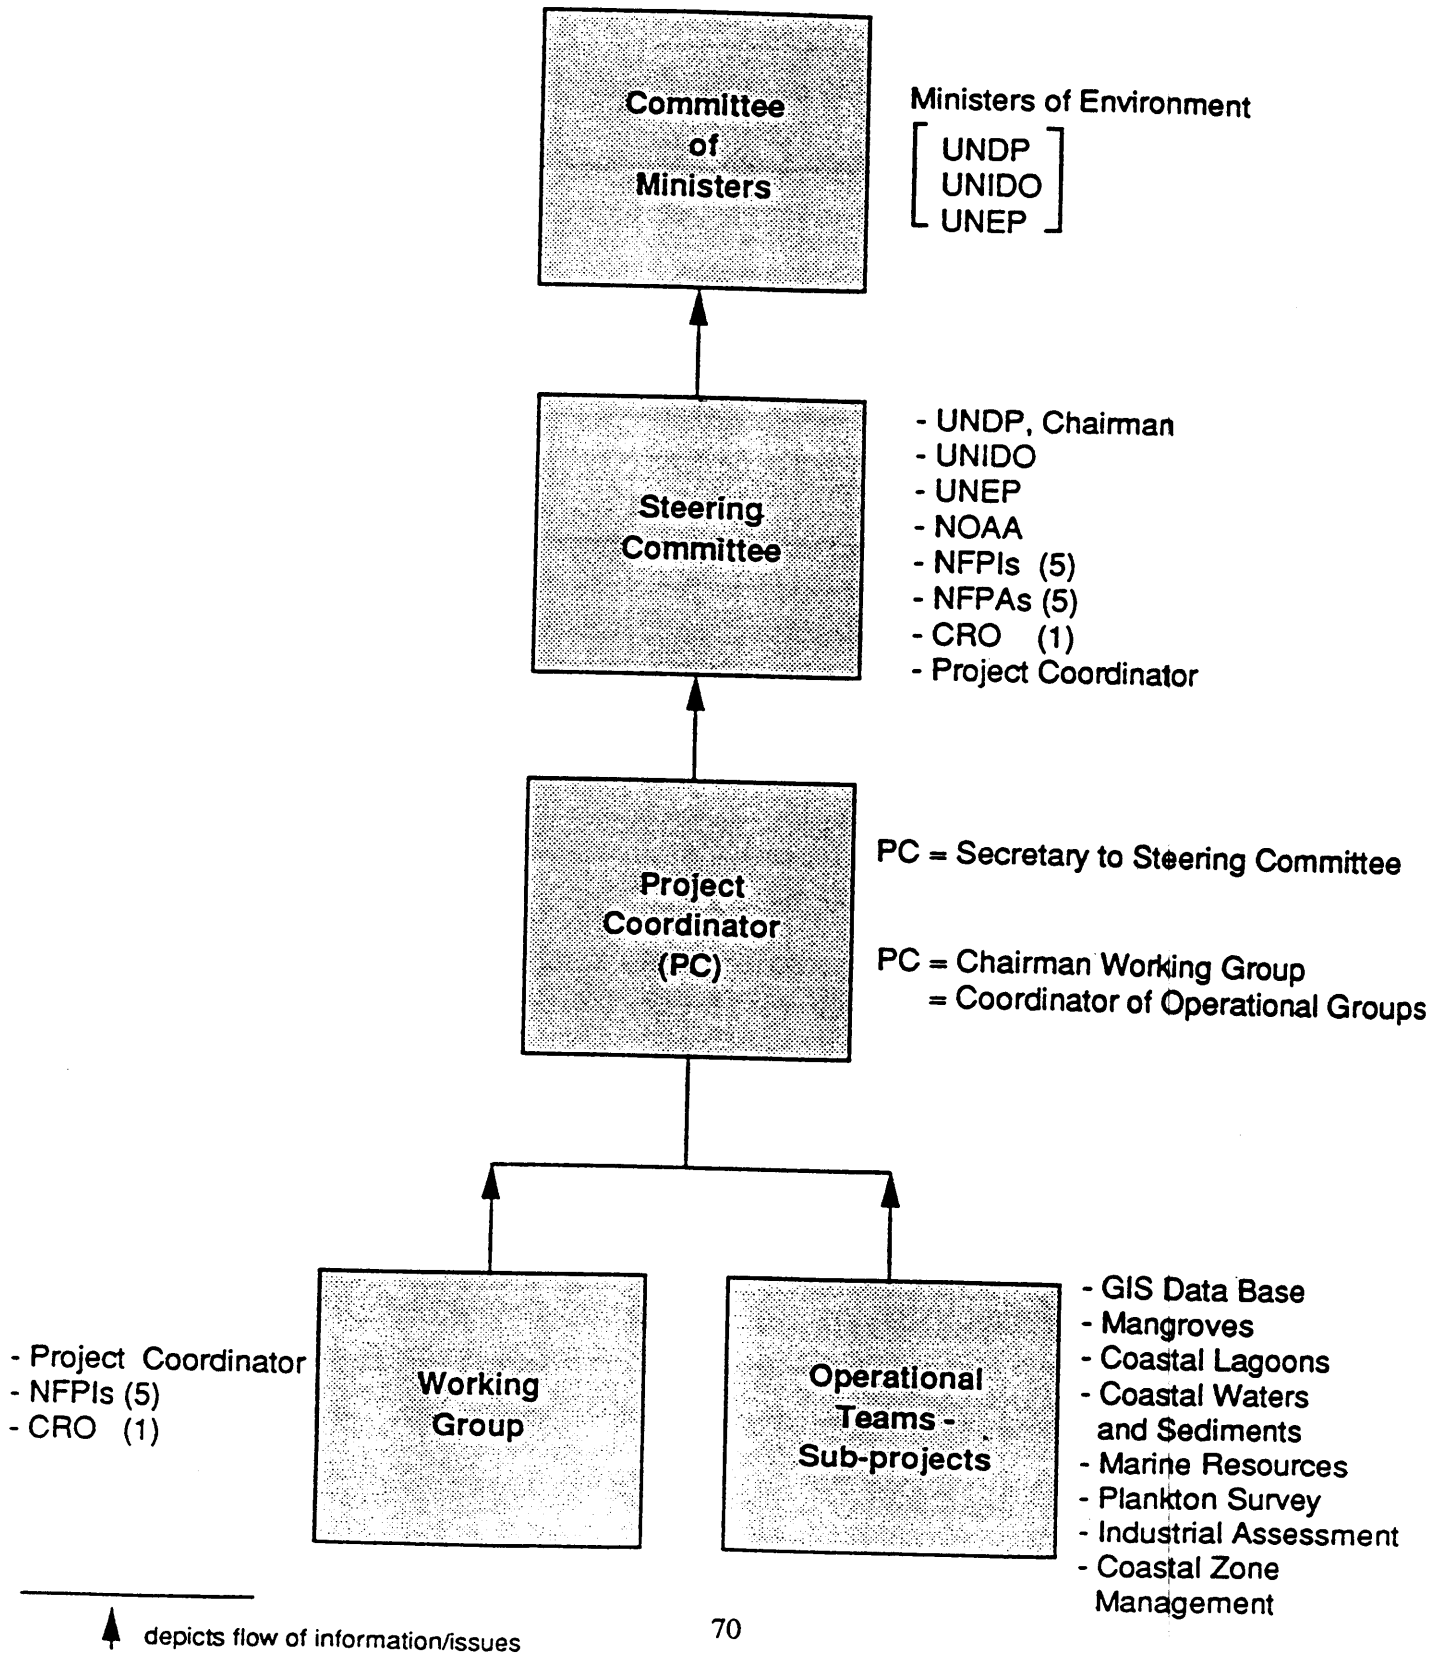 Committee
of
Ministers
Ministers of Environment
UNDP
UNIDO
UNEP
Steering
Committee
- UNDP, Chairman
- UNIDO
- UNEP
- NOAA
- NFPIs (5)
- NFPAs (5)
- CRO (1)
- Project Coordinator
Project
Coordinator
(PC)
PC = Secretary to Steering Committee
PC = Chairman Working Group
= Coordinator of Operational Groups
- Project Coordinator
- NFPIs (5)
- CRO (1)
Working
Group
Operational
Teams -
Sub-projects
- GIS Data Base
- Mangroves
- Coastal Lagoons
- Coastal Waters
and Sediments
- Marine Resources
- Plankton Survey
- Industrial Assessment
- Coastal Zone
Management
depicts flow of information/issues
70